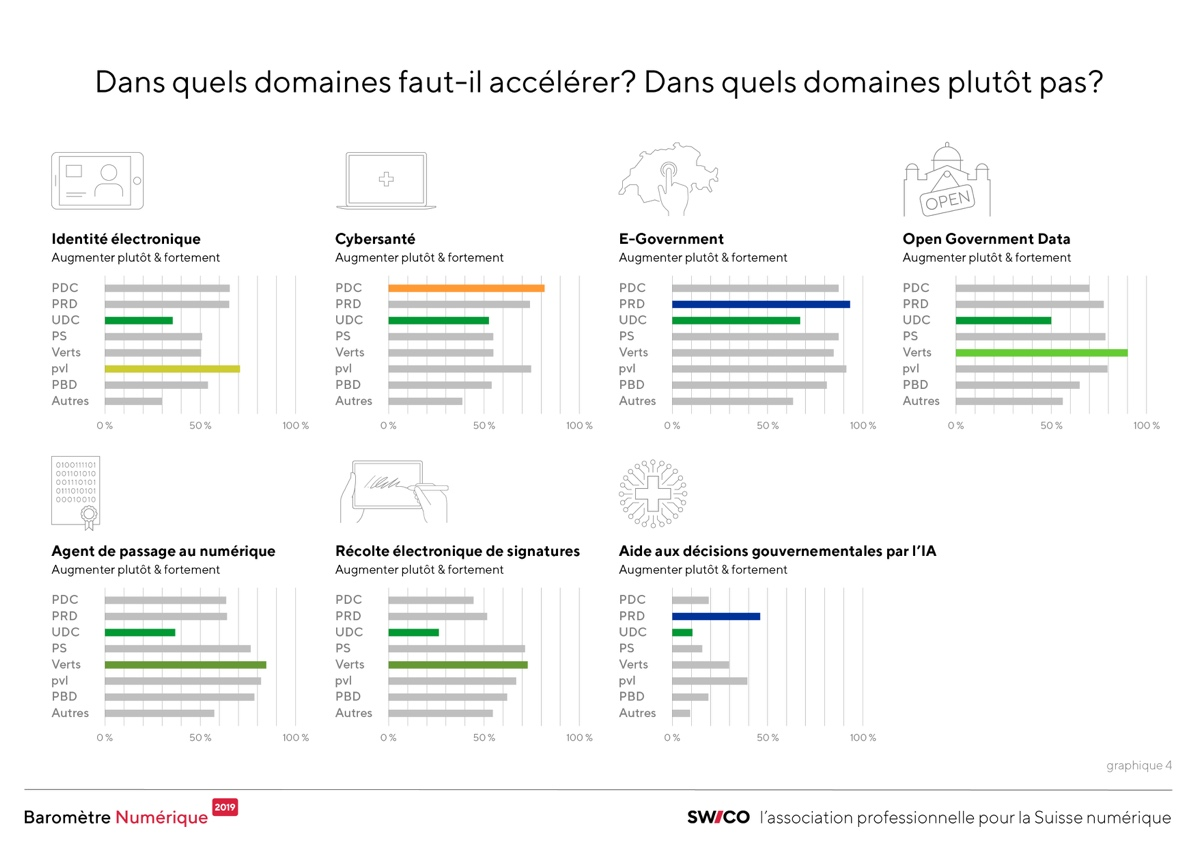 Dans quels domaines faut-il accélérer? Dans quels domaines plutôt pas?
Identité électronique
Augmenter plutôt & fortement
PDC
PRD
UDC
PS
Verts
pvl
PBD
Autres
0 %
50 %
100 %
Cybersanté
Augmenter plutôt & fortement
PDC
PRD
UDC
PS
Verts
pvl
PBD
Autres
0 %
50 %
100 %
E-Government
Augmenter plutôt & fortement
PDC
PRD
UDC
PS
Verts
pvl
PBD
Autres
0 %
50 %
100 %
OPEN
Open Government Data
Augmenter plutôt & fortement
PDC
PRD
UDC
PS
Verts
pvl
PBD
Autres
0 %
50 %
100 %
0100111101
001101010
001110101
011010101
00010010
Agent de passage au numérique
Augmenter plutôt & fortement
PDC
PRD
UDC
PS
Verts
pvl
PBD
Autres
0 %
50 %
100 %
Récolte électronique de signatures
Augmenter plutôt & fortement
PDC
PRD
UDC
PS
Verts
pvl
PBD
Autres
0 %
50 %
100 %
Aide aux décisions gouvernementales par l'IA
Augmenter plutôt & fortement
PDC
PRD
UDC
PS
Verts
pvl
PBD
Autres
0 %
50 %
100 %
graphique 4
Baromètre Numérique 2019
SWICO l'association professionnelle pour la Suisse numérique